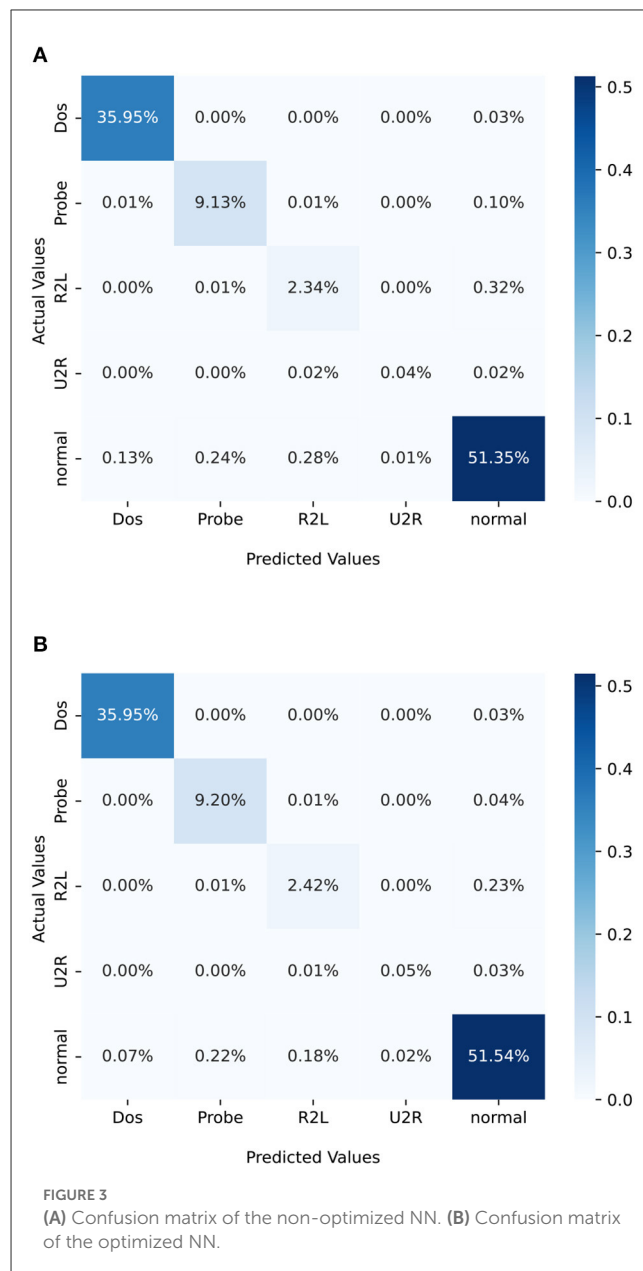 A
Dos
35.95% 0.00% 0.00% 0.00% 0.03%
Probe
0.01% 9.13% 0.01% 0.00% 0.10%
R2L
0.00% 0.01% 2.34% 0.00% 0.32%
U2R
0.00% 0.00% 0.02% 0.04% 0.02%
normal
0.13% 0.24% 0.28% 0.01% 51.35%
Actual Values
Dos Probe R2L U2R normal
Predicted Values
0.5
0.4
0.3
0.2
0.1
0.0
B
Dos
35.95% 0.00% 0.00% 0.00% 0.03%
Probe
0.00% 9.20% 0.01% 0.00% 0.04%
R2L
0.00% 0.01% 2.42% 0.00% 0.23%
U2R
0.00% 0.00% 0.01% 0.05% 0.03%
normal
0.07% 0.22% 0.18% 0.02% 51.54%
Actual Values
Dos Probe R2L U2R normal
Predicted Values
0.5
0.4
0.3
0.2
0.1
0.0
FIGURE 3
(A) Confusion matrix of the non-optimized NN. (B) Confusion matrix
of the optimized NN.